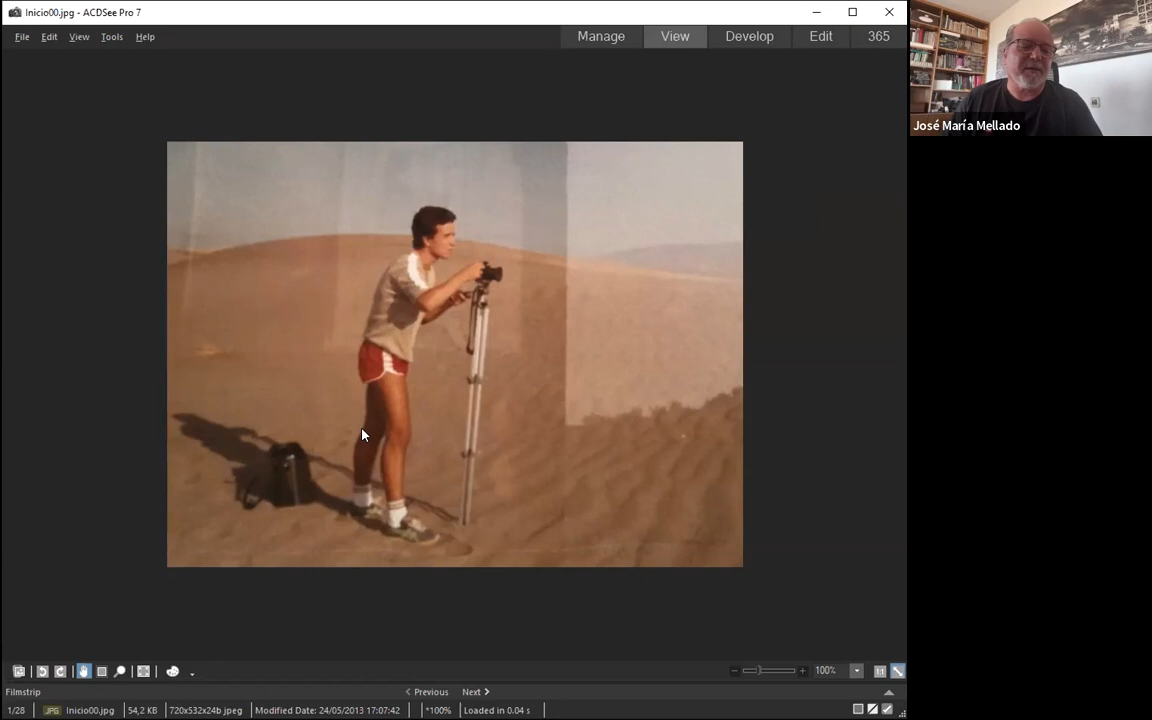 Inicio00.jpg - ACDSee Pro 7
File Edit View Tools Help
Manage View Develop Edit 365
José María Mellado
100%
Filmstrip
Previous Next
1/28 JPG Inicio00.jpg 54,2 KB 720x532x24b jpeg Modified Date: 24/05/2013 17:07:42 *100% Loaded in 0.04 s